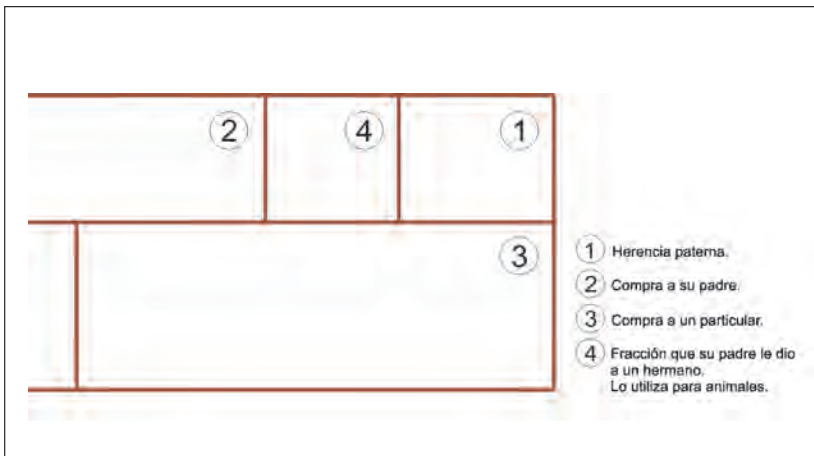 2 4 1
3
1 Herencia paterna.
2 Compra a su padre.
3 Compra a un particular.
4 Fracción que su padre le dio
a un hermano.
Lo utiliza para animales.